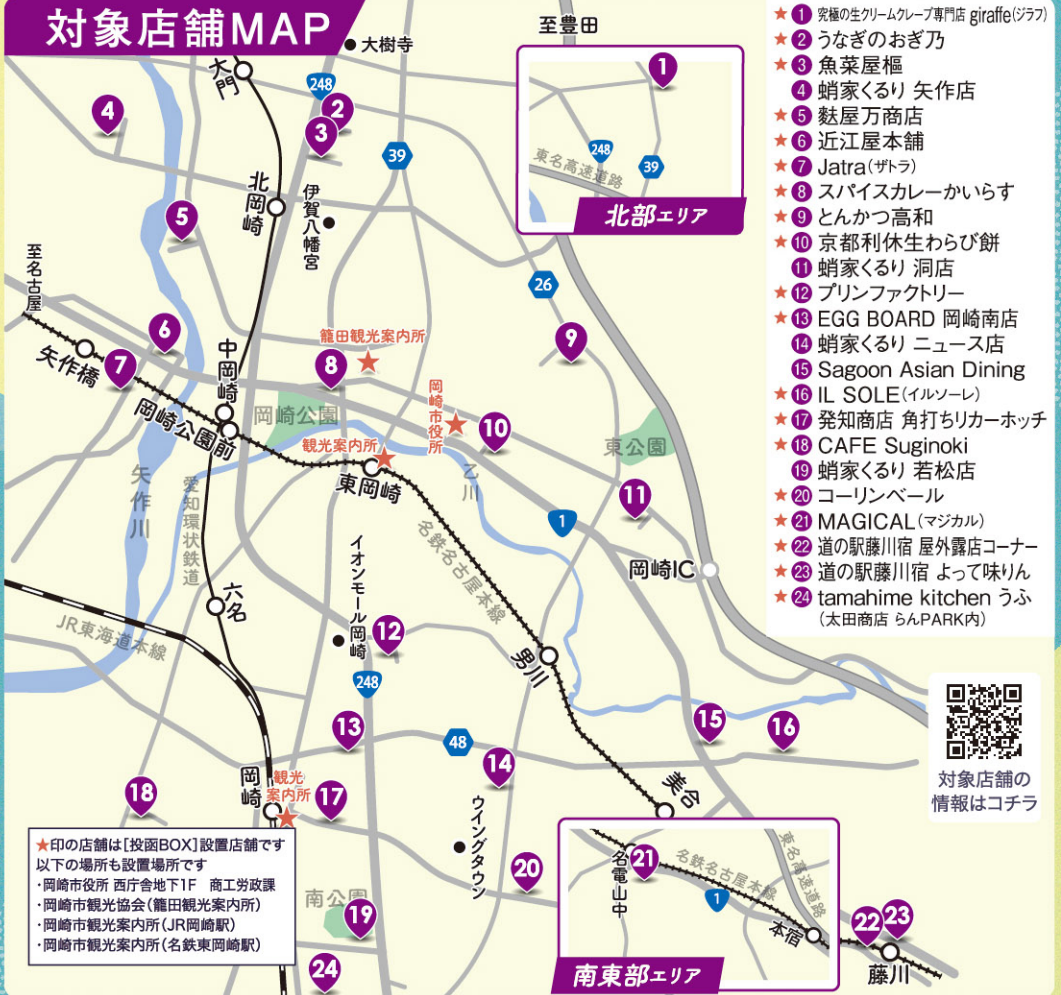 対象店舗MAP
至豊田
大樹寺
大門
248
2
3
4
39
北岡崎
伊賀八幡宮
5
1
248
39
東名高速道路
北部エリア
26
至名古屋
矢作橋
6
7
中岡崎
岡崎公園前
岡崎公園
8
籠田観光案内所
岡崎市役所
観光案内所
東岡崎
9
10
東公園
11
矢作川
愛知環状鉄道
乙川
名鉄名古屋本線
1
岡崎IC
六名
JR東海道本線
イオンモール岡崎
12
248
男川
13
48
14
15
16
岡崎
観光
案内所
17
18
ウイングタウン
美合
20
南公園
19
24
名電山中
21
名鉄名古屋本線
1
東名高速道路
本宿
22
23
藤川
南東部エリア
★印の店舗は[投函BOX]設置店舗です
以下の場所も設置場所です
・岡崎市役所 西庁舎地下1F 商工労政課
・岡崎市観光協会(籠田観光案内所)
・岡崎市観光案内所(JR岡崎駅)
・岡崎市観光案内所(名鉄東岡崎駅)
★1 究極の生クリームクレープ専門店 giraffe(ジラフ)
★2 うなぎのおぎ乃
★3 魚菜屋樞
4 蛸家くるり 矢作店
★5 麩屋万商店
★6 近江屋本舗
★7 Jatra(ザトラ)
★8 スパイスカレーかいらす
★9 とんかつ高和
★10 京都利休生わらび餅
11 蛸家くるり 洞店
★12 プリンファクトリー
★13 EGG BOARD 岡崎南店
14 蛸家くるり ニュース店
15 Sagoon Asian Dining
★16 IL SOLE(イルソーレ)
★17 発知商店 角打ちリカーホッチ
★18 CAFE Suginoki
19 蛸家くるり 若松店
★20 コーリンベール
★21 MAGICAL(マジカル)
★22 道の駅藤川宿 屋外露店コーナー
★23 道の駅藤川宿 よって味りん
★24 tamahime kitchen うふ
(太田商店 らんPARK内)
対象店舗の
情報はコチラ